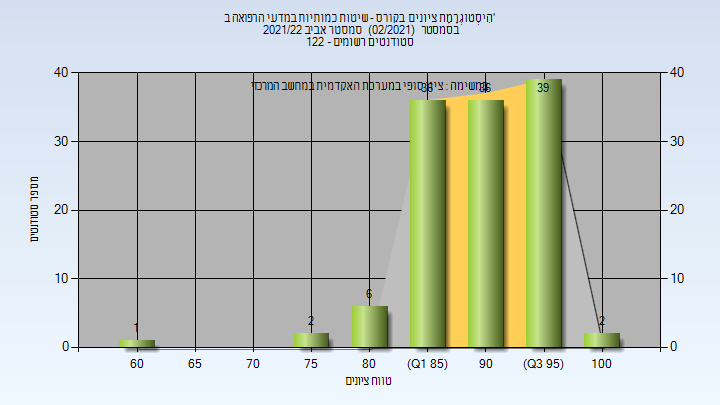 היסטוגרמת ציונים בקורס - שיטות כמותיות במדעי הרפואה ב'
בסמסטר (02/2021) סמסטר אביב 2021/22
סטודנטים רשומים - 122
משימה : ציון סופי במערכת האקדמית במחשב המרכזי
מספר סטודנטים
40 40
30 30
20 20
10 10
0 0
1 2 6 36 36 39 2
60 65 70 75 80 (Q1 85) 90 (Q3 95) 100
טווח ציונים